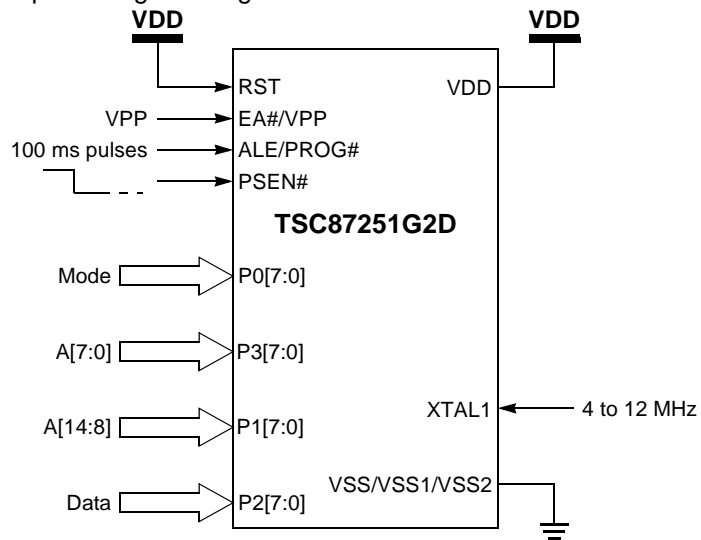 VDD
VDD
RST
VDD
VPP
EA#/VPP
100 ms pulses
ALE/PROG#
PSEN#
TSC87251G2D
Mode
P0[7:0]
A[7:0]
P3[7:0]
XTAL1
4 to 12 MHz
A[14:8]
P1[7:0]
VSS/VSS1/VSS2
Data
P2[7:0]